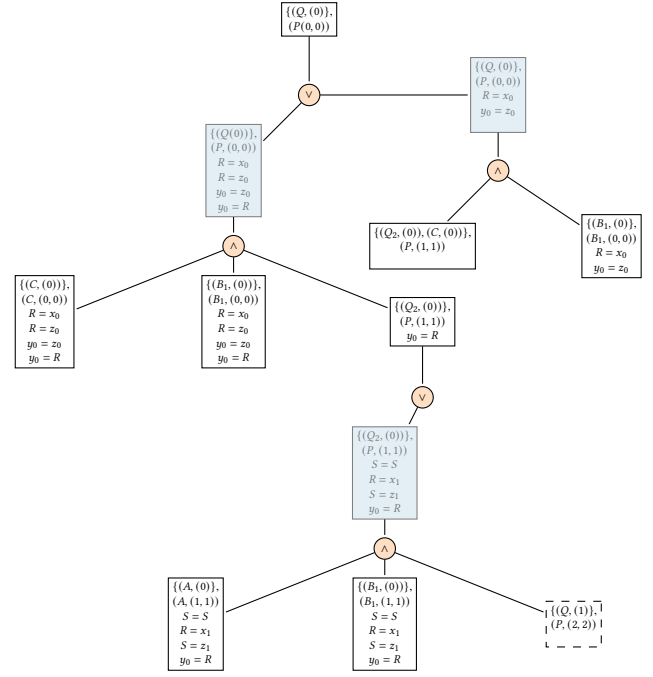 {(Q, (0)},
(P(0,0))
∨
{(Q, (0)},
(P, (0,0))
R = x₀
y₀ = z₀
{(Q(0))},
(P, (0,0))
R = x₀
R = z₀
y₀ = z₀
y₀ = R
∧
∧
{(Q₂, (0)), (C, (0))},
(P, (1,1))
{(B₁, (0)},
(B₁, (0,0))
R = x₀
y₀ = z₀
{(C, (0))},
(C, (0,0))
R = x₀
R = z₀
y₀ = z₀
y₀ = R
{(B₁, (0))},
(B₁, (0,0))
R = x₀
R = z₀
y₀ = z₀
y₀ = R
{(Q₂, (0))},
(P, (1,1))
y₀ = R
∨
{(Q₂, (0))},
(P, (1,1))
S = S
R = x₁
S = z₁
y₀ = R
∧
{(A, (0)},
(A, (1,1))
S = S
R = x₁
S = z₁
y₀ = R
{(B₁, (0))},
(B₁, (1,1))
S = S
R = x₁
S = z₁
y₀ = R
{(Q, (1)},
(P, (2,2))